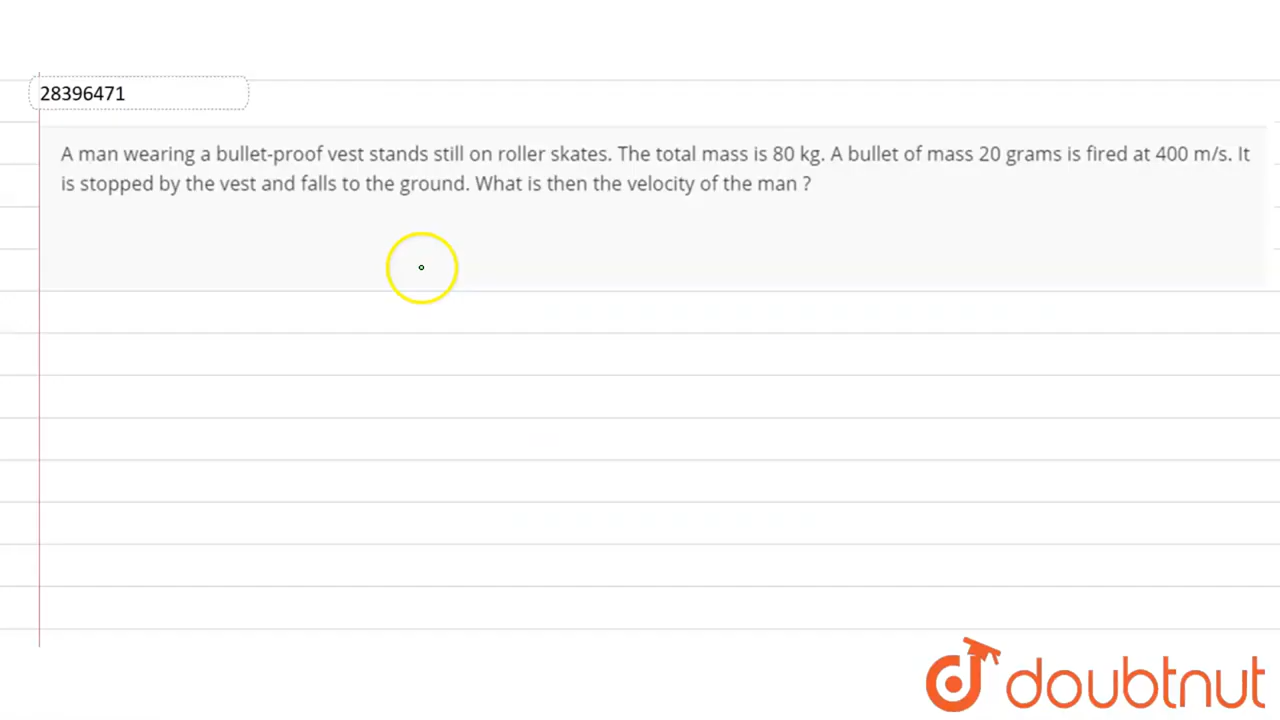 28396471
A man wearing a bullet-proof vest stands still on roller skates. The total mass is 80 kg. A bullet of mass 20 grams is fired at 400 m/s. It
is stopped by the vest and falls to the ground. What is then the velocity of the man ?
doubtnut